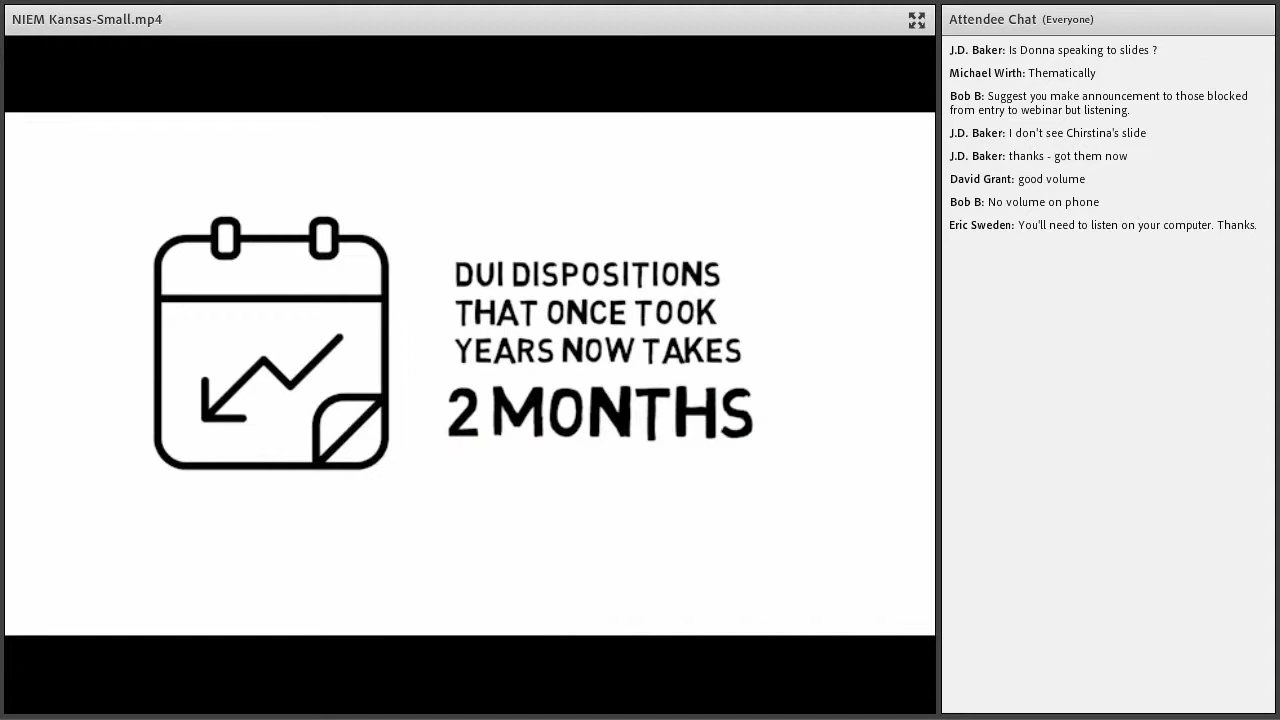 NIEM Kansas-Small.mp4
DUI DISPOSITIONS
THAT ONCE TOOK
YEARS NOW TAKES
2 MONTHS
Attendee Chat (Everyone)
J.D. Baker: Is Donna speaking to slides ?
Michael Wirth: Thematically
Bob B: Suggest you make announcement to those blocked
from entry to webinar but listening.
J.D. Baker: I don't see Chirstina's slide
J.D. Baker: thanks - got them now
David Grant: good volume
Bob B: No volume on phone
Eric Sweden: You'll need to listen on your computer. Thanks.